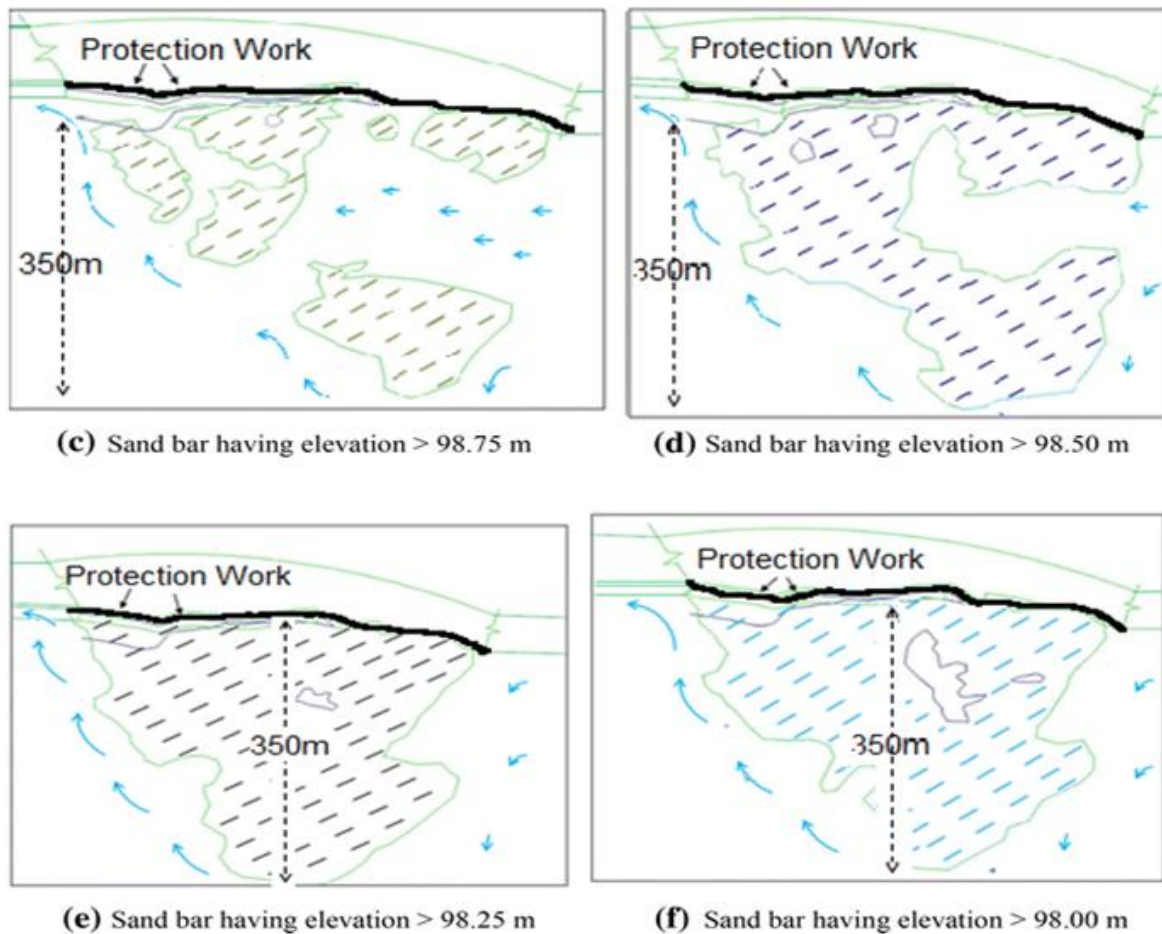 Protection Work
350m
(c) Sand bar having elevation > 98.75 m
Protection Work
350m
(d) Sand bar having elevation > 98.50 m
Protection Work
350m
(e) Sand bar having elevation > 98.25 m
Protection Work
350m
(f) Sand bar having elevation > 98.00 m